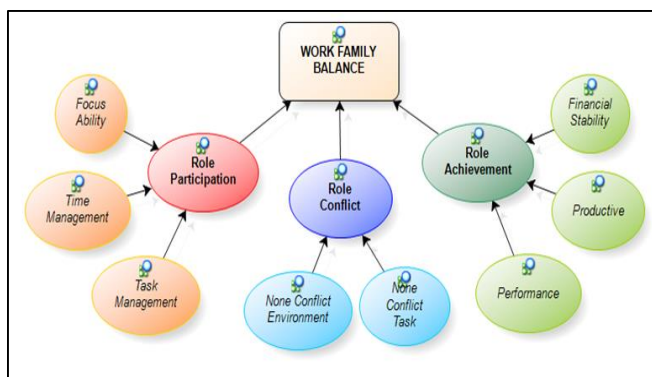 WORK FAMILY
BALANCE
Focus
Ability
Financial
Stability
Role
Participation
Role
Achievement
Time
Management
Role
Conflict
Productive
Task
Management
None Conflict
Environment
None
Conflict
Task
Performance